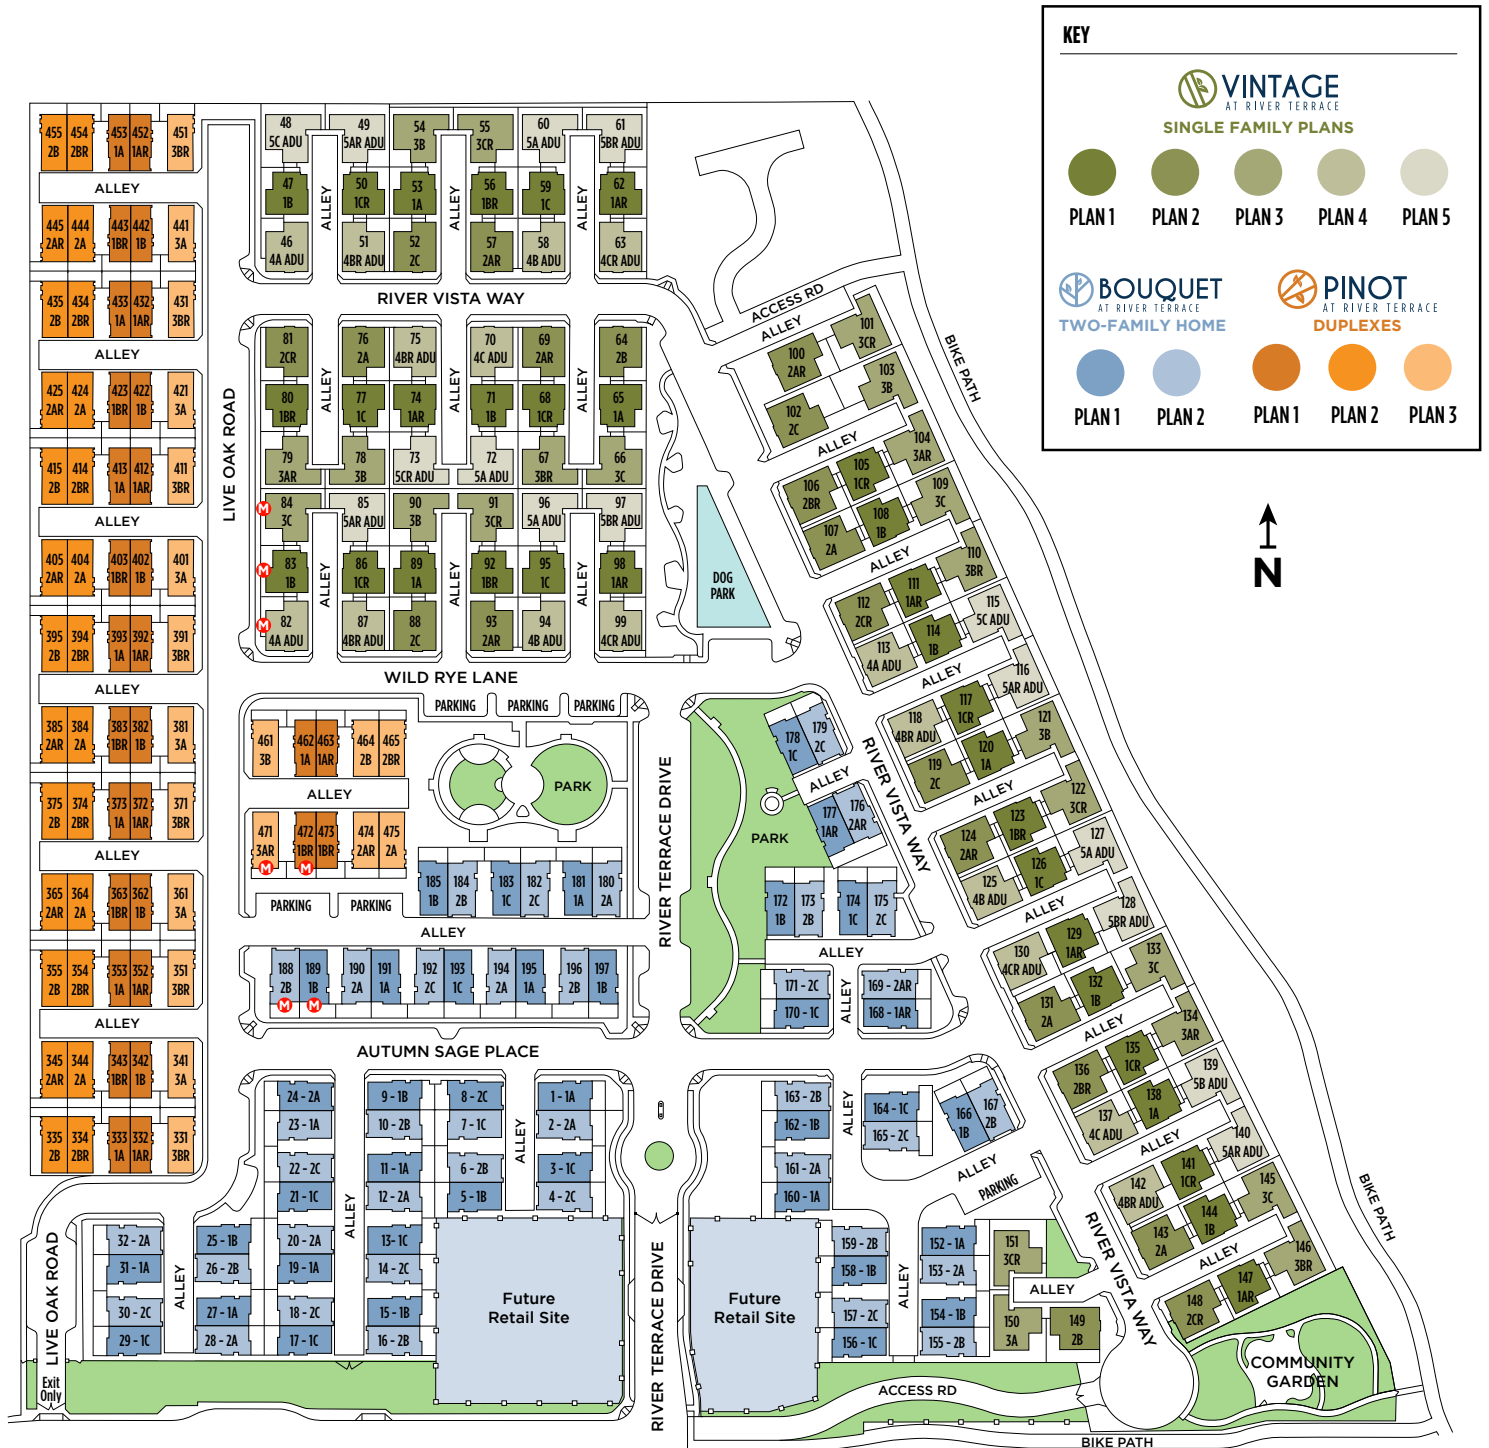 KEY
VINTAGE
AT RIVER TERRACE
SINGLE FAMILY PLANS
PLAN 1 PLAN 2 PLAN 3 PLAN 4 PLAN 5
BOUQUET
AT RIVER TERRACE
TWO-FAMILY HOME
PLAN 1 PLAN 2
PINOT
AT RIVER TERRACE
DUPLEXES
PLAN 1 PLAN 2 PLAN 3
N
455 454 453 452 451
2B 2BR 1A 1AR 3BR
ALLEY
445 444 443 442 441
2AR 2A 1BR 1B 3A
435 434 433 432 431
2B 2BR 1A 1AR 3BR
ALLEY
425 424 423 422 421
2AR 2A 1BR 1B 3A
415 414 413 412 411
2B 2BR 1A 1AR 3BR
ALLEY
405 404 403 402 401
2AR 2A 1BR 1B 3A
395 394 393 392 391
2B 2BR 1A 1AR 3BR
ALLEY
385 384 383 382 381
2AR 2A 1BR 1B 3A
375 374 373 372 371
2B 2BR 1A 1AR 3BR
ALLEY
365 364 363 362 361
2AR 2A 1BR 1B 3A
355 354 353 352 351
2B 2BR 1A 1AR 3BR
ALLEY
345 344 343 342 341
2AR 2A 1BR 1B 3A
335 334 333 332 331
2B 2BR 1A 1AR 3BR
LIVE OAK ROAD
48 49 54 55 60 61
5C ADU 5AR ADU 3B 3CR 5A ADU 5BR ADU
47 50 53 56 59 62
1B 1CR 1A 1BR 1C 1AR
ALLEY ALLEY ALLEY
46 51 52 57 58 63
4A ADU 4BR ADU 2C 2AR 4B ADU 4CR ADU
RIVER VISTA WAY
81 76 75 70 69 64
2CR 2A 4BR ADU 4C ADU 2AR 2B
80 77 74 71 68 65
1BR 1C 1AR 1B 1CR 1A
ALLEY ALLEY ALLEY
79 78 73 72 67 66
3AR 3B 5CR ADU 5A ADU 3BR 3C
84 85 90 91 96 97
3C 5AR ADU 3B 3CR 5A ADU 5BR ADU
M
83 86 89 92 95 98
1B 1CR 1A 1BR 1C 1AR
M
ALLEY ALLEY ALLEY
82 87 88 93 94 99
4A ADU 4BR ADU 2C 2AR 4B ADU 4CR ADU
M
WILD RYE LANE
PARKING PARKING PARKING
461 462 463 464 465
3B 1A 1AR 2B 2BR
ALLEY
PARK
471 472 473 474 475
3AR 1BR 1BR 2AR 2A
M M
PARKING PARKING
185 184 183 182 181 180
1B 2B 1C 2C 1A 2A
ALLEY
188 189 190 191 192 193 194 195 196 197
2B 1B 2A 1A 2C 1C 2A 1A 2B 1B
M M
AUTUMN SAGE PLACE
24 - 2A 9 - 1B 8 - 2C 1 - 1A
23 - 1A 10 - 2B 7 - 1C 2 - 2A
ALLEY
22 - 2C 11 - 1A 6 - 2B 3 - 1C
21 - 1C 12 - 2A 5 - 1B 4 - 2C
ALLEY
32 - 2A 25 - 1B 20 - 2A 13 - 1C
31 - 1A 26 - 2B 19 - 1A 14 - 2C
ALLEY
30 - 2C 27 - 1A 18 - 2C 15 - 1B
29 - 1C 28 - 2A 17 - 1C 16 - 2B
LIVE OAK ROAD
Exit
Only
Future
Retail Site
RIVER TERRACE DRIVE
RIVER TERRACE DRIVE
Future
Retail Site
DOG
PARK
PARK
178 179
1C 2C
ALLEY
177 176
1AR 2AR
172 173 174 175
1B 2B 1C 2C
ALLEY
171 - 2C 169 - 2AR
170 - 1C 168 - 1AR
ALLEY
163 - 2B 164 - 1C 166 167
162 - 1B 165 - 2C 1B 2B
ALLEY
161 - 2A
160 - 1A
ALLEY
PARKING
159 - 2B 152 - 1A
158 - 1B 153 - 2A
ALLEY
157 - 2C 154 - 1B
156 - 1C 155 - 2B
151
3CR
ALLEY
150 149
3A 2B
ACCESS RD
ALLEY
100 101
2AR 3CR
102 103
2C 3B
ALLEY
104
3AR
106 105
2BR 1CR
107 108 109
2A 1B 3C
ALLEY
110
3BR
112 111
2CR 1AR
113 114 115
4A ADU 1B 5C ADU
ALLEY
116
5AR ADU
118 117
4BR ADU 1CR
119 120 121
2C 1A 3B
ALLEY
122
3CR
124 123
2AR 1BR
125 126 127
4B ADU 1C 5A ADU
ALLEY
128
5BR ADU
130 129
4CR ADU 1AR
131 132 133
2A 1B 3C
ALLEY
134
3AR
136 135
2BR 1CR
137 138 139
4C ADU 1A 5B ADU
ALLEY
140
5AR ADU
142 141
4BR ADU 1CR
143 144 145
2A 1B 3C
ALLEY
146
3BR
148 147
2CR 1AR
RIVER VISTA WAY
RIVER VISTA WAY
BIKE PATH
BIKE PATH
COMMUNITY
GARDEN
ACCESS RD
BIKE PATH